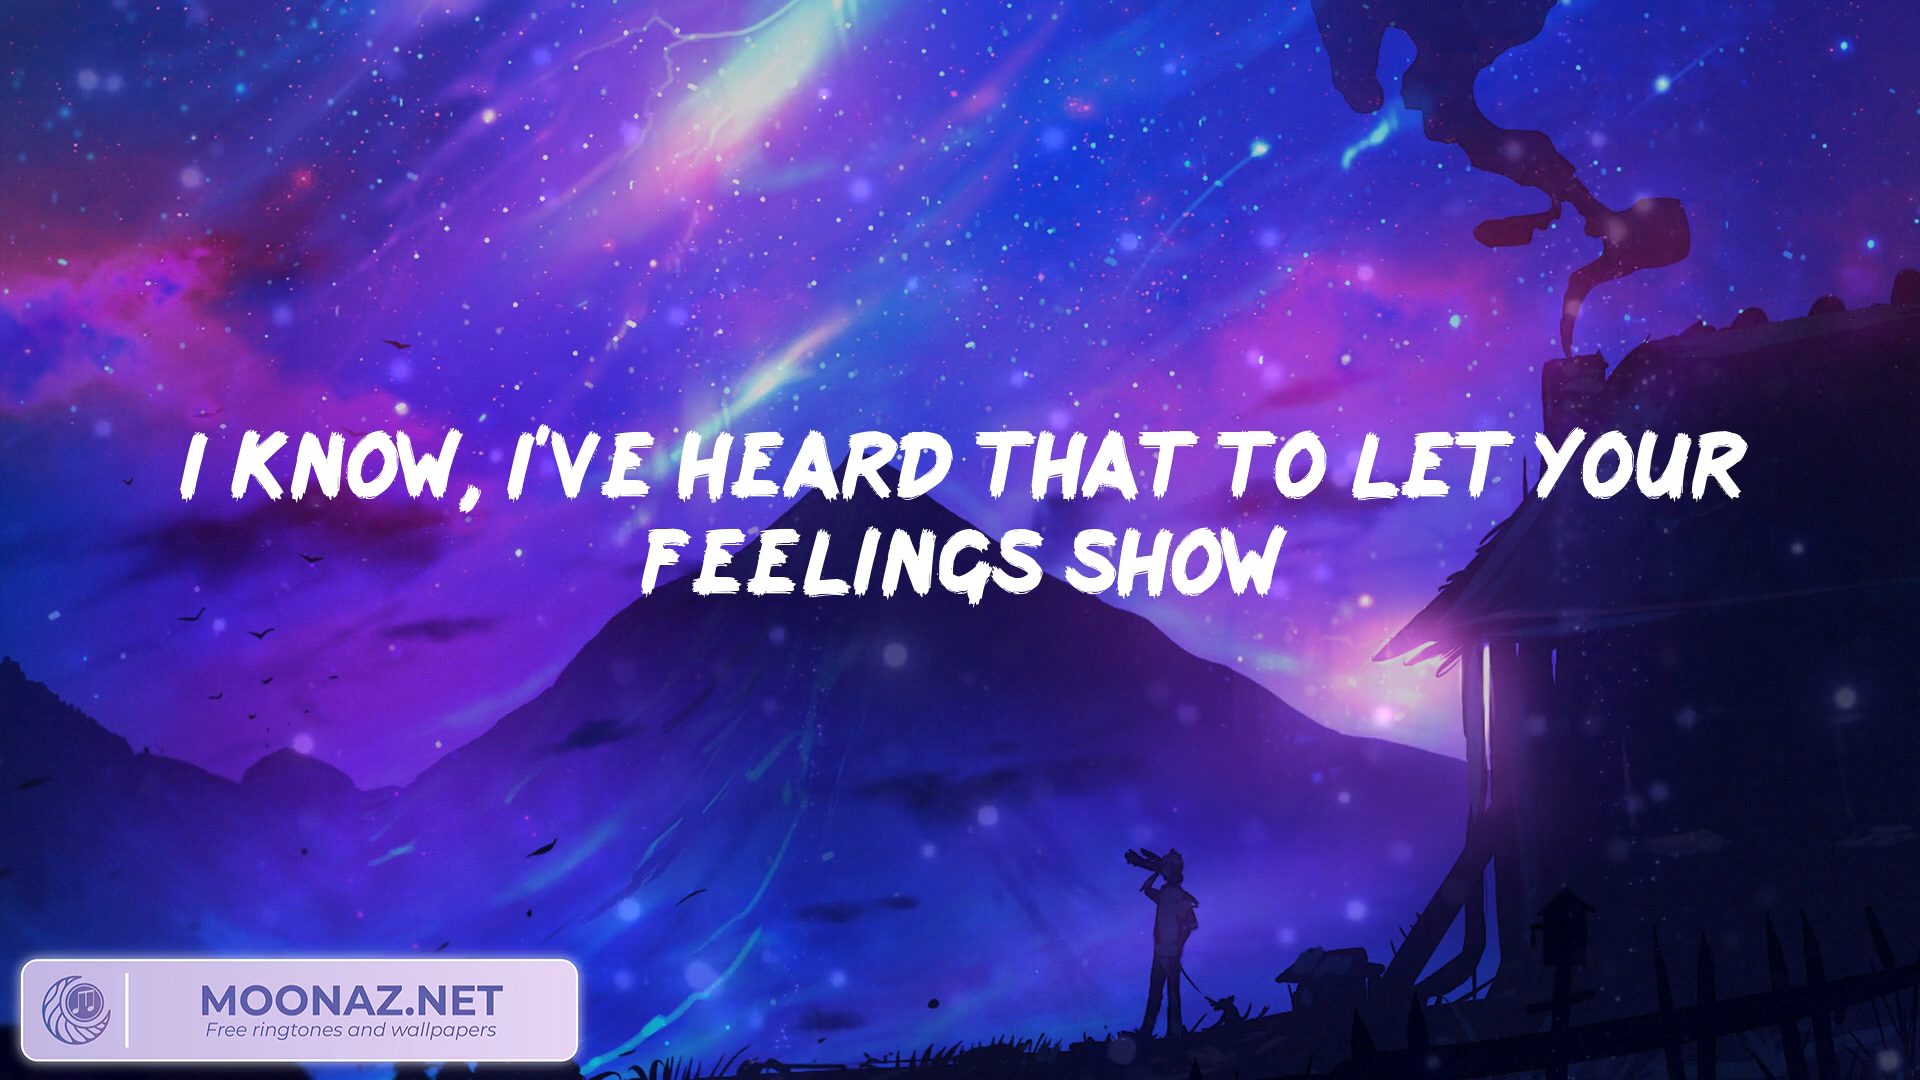 I KNOW, I'VE HEARD THAT TO LET YOUR
FEELINGS SHOW
MOONAZ.NET
Free ringtones and wallpapers